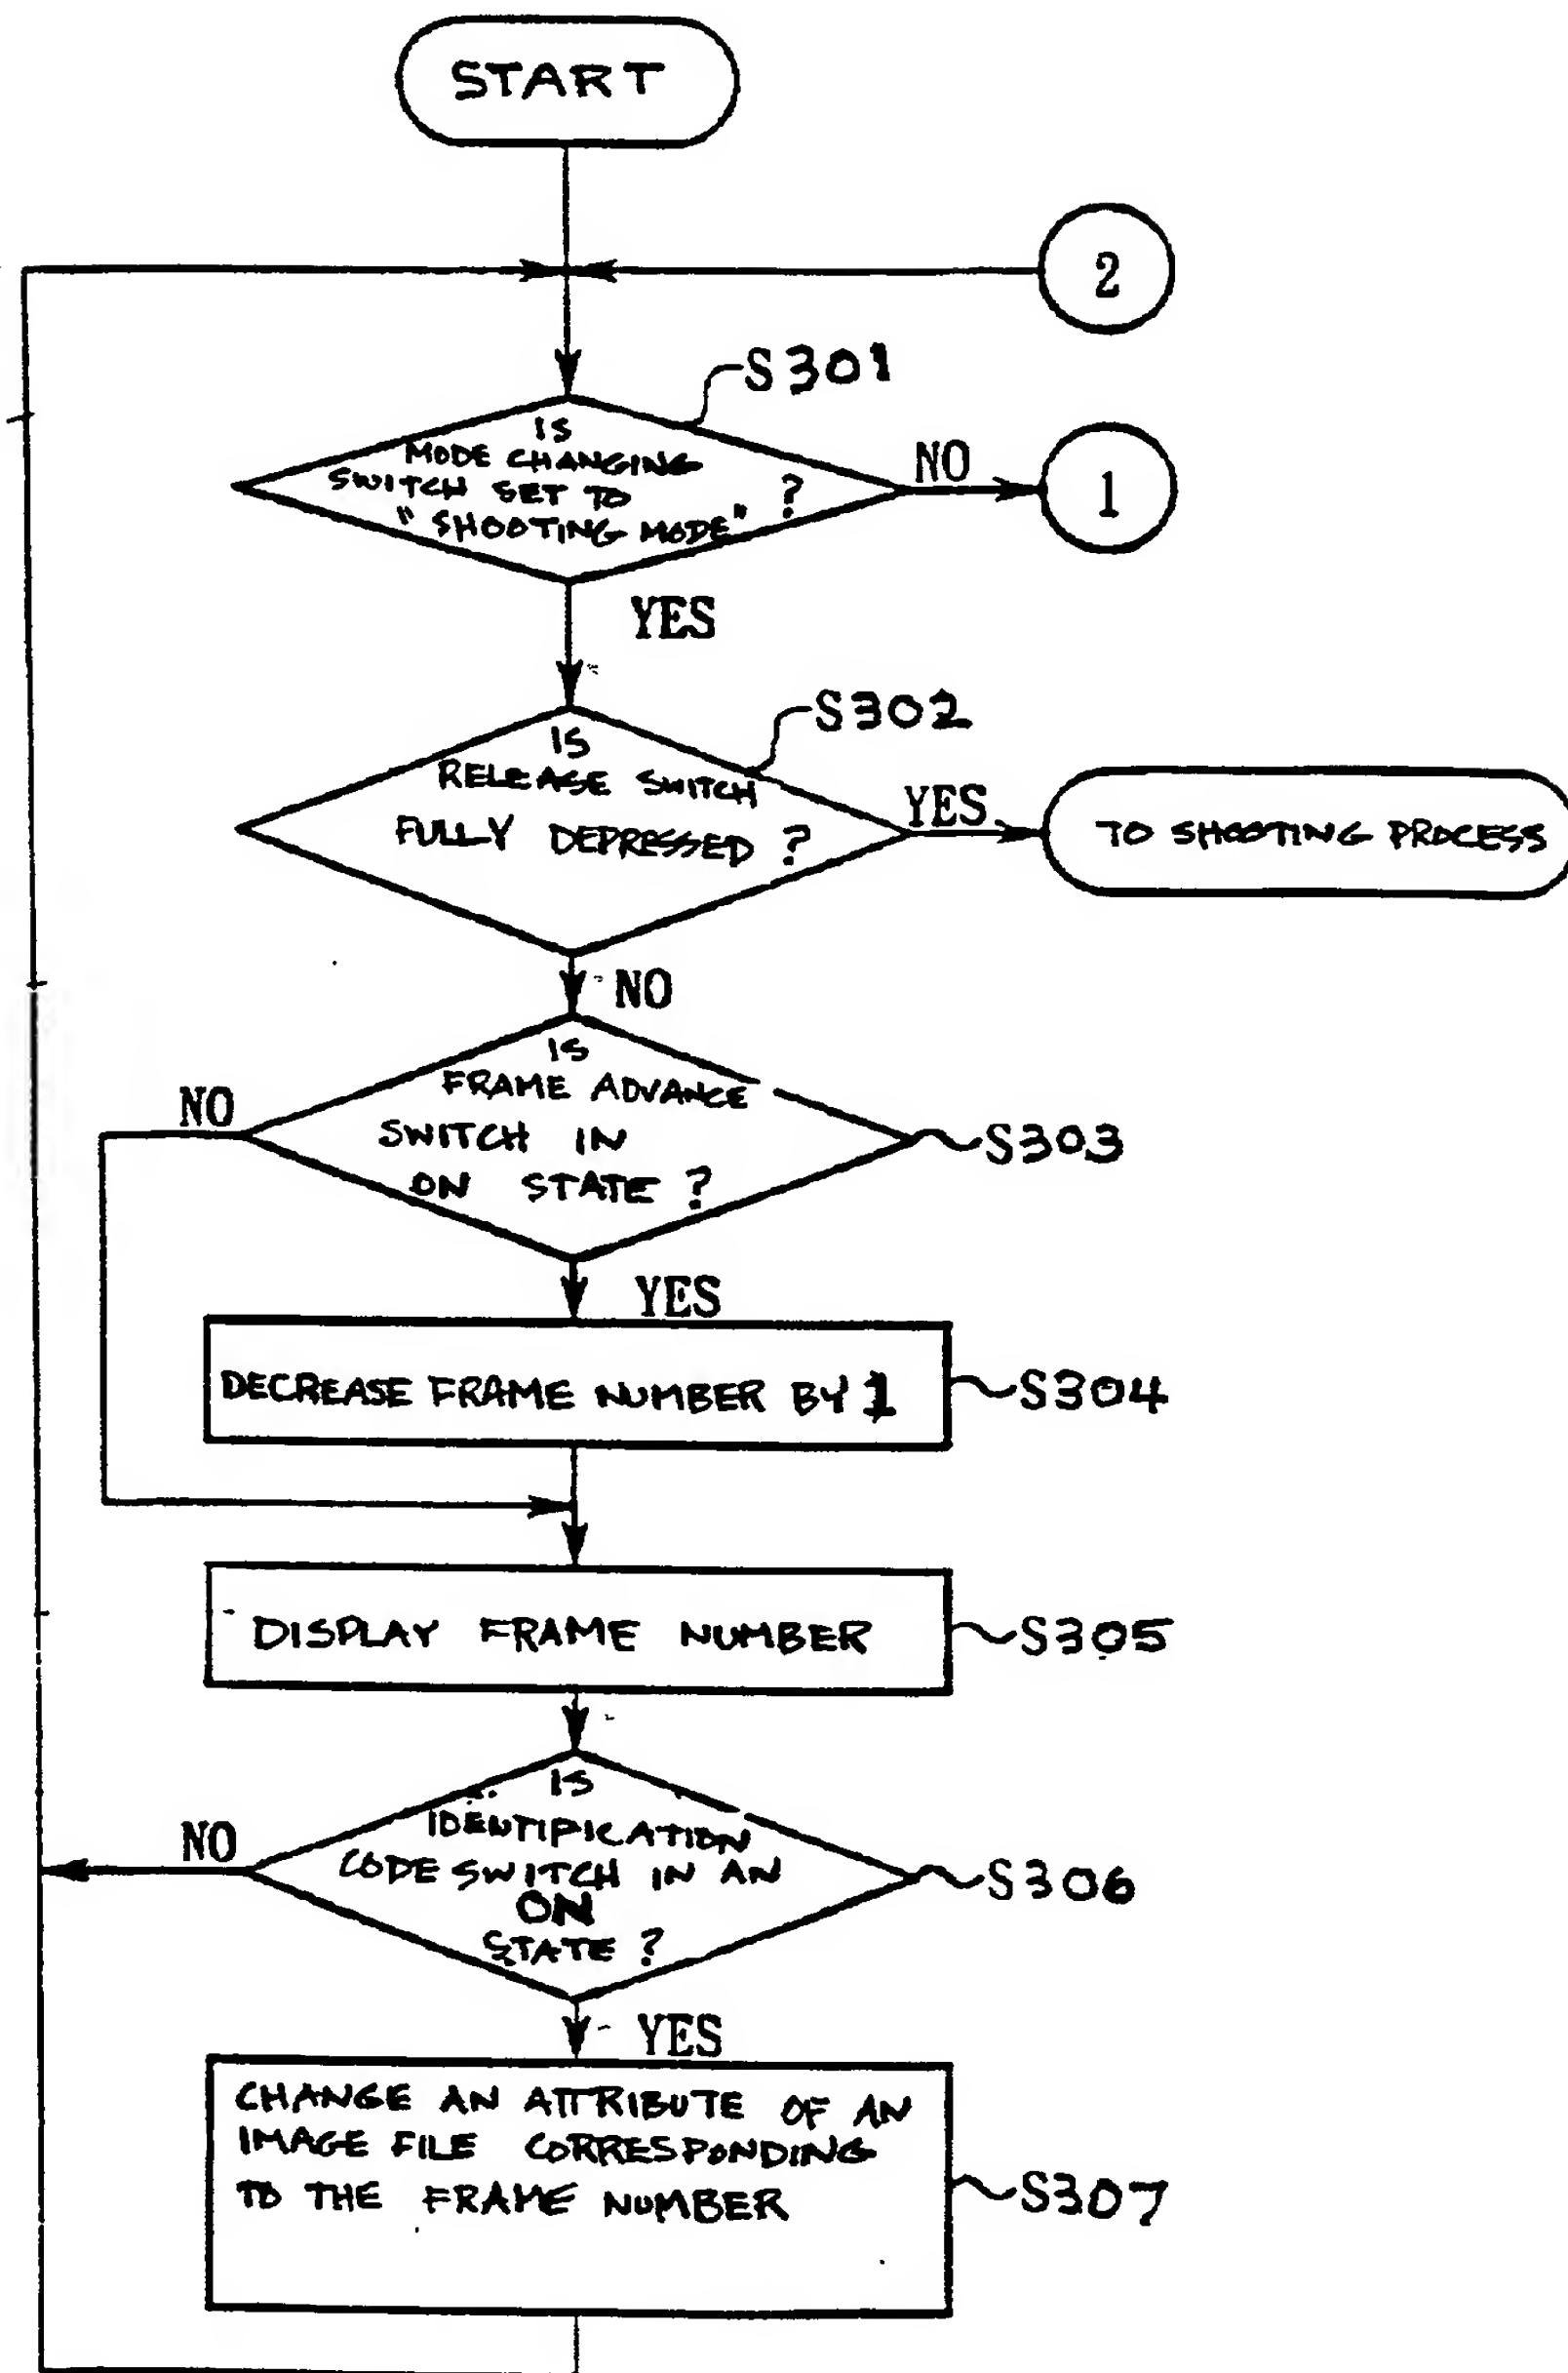 START
2
S301
IS
MODE CHANGING
SWITCH SET TO
"SHOOTING MODE" ?
NO
1
YES
S302
IS
RELEASE SWITCH
FULLY DEPRESSED ?
YES
TO SHOOTING PROCESS
NO
IS
FRAME ADVANCE
SWITCH IN
ON STATE ?
NO
S303
YES
DECREASE FRAME NUMBER BY 1
S304
DISPLAY FRAME NUMBER
S305
IS
IDENTIFICATION
CODE SWITCH IN AN
ON
STATE ?
NO
S306
YES
CHANGE AN ATTRIBUTE OF AN
IMAGE FILE CORRESPONDING
TO THE FRAME NUMBER
S307